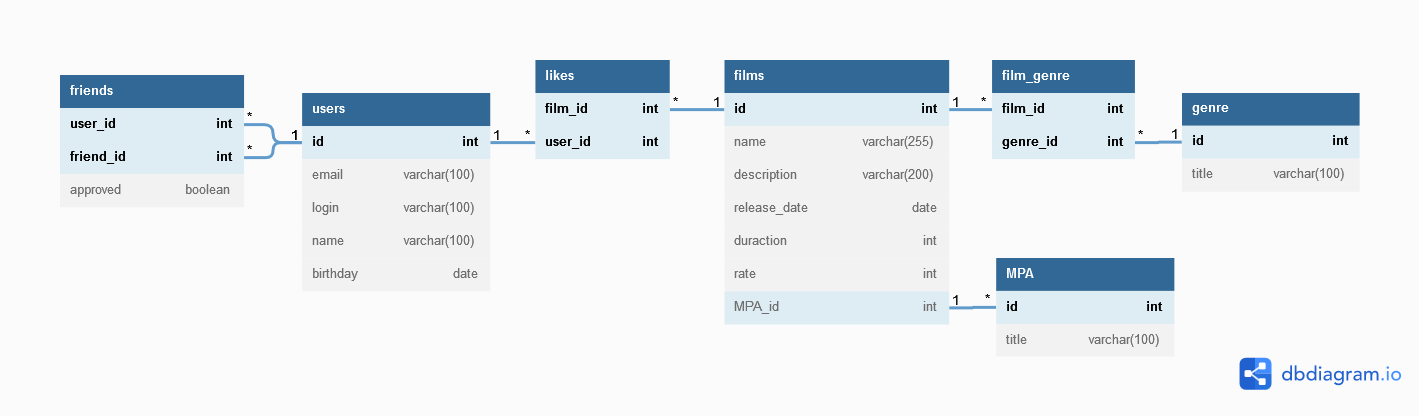 friends
user_id int
friend_id int
approved boolean
*
*
1
users
id int
email varchar(100)
login varchar(100)
name varchar(100)
birthday date
1
*
likes
film_id int
user_id int
*
1
films
id int
name varchar(255)
description varchar(200)
release_date date
duraction int
rate int
MPA_id int
1
*
film_genre
film_id int
genre_id int
*
1
genre
id int
title varchar(100)
1
*
MPA
id int
title varchar(100)
dbdiagram.io